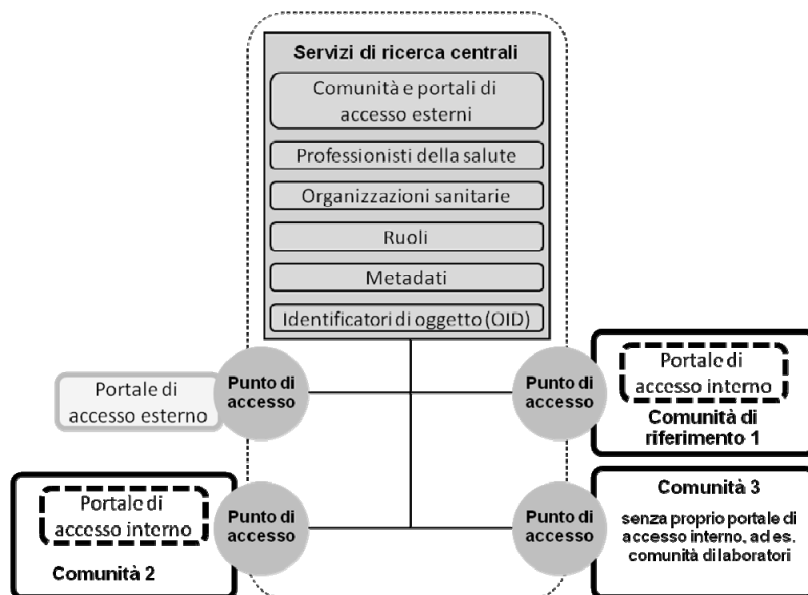 Servizi di ricerca centrali
Comunità e portali di
accesso esterni
Professionisti della salute
Organizzazioni sanitarie
Ruoli
Metadati
Identificatori di oggetto (OID)
Portale di
accesso esterno
Punto di
accesso
Punto di
accesso
Portale di
accesso interno
Comunità di
riferimento 1
Portale di
accesso interno
Comunità 2
Punto di
accesso
Punto di
accesso
Comunità 3
senza proprio portale di
accesso interno, ad es.
comunità di laboratori